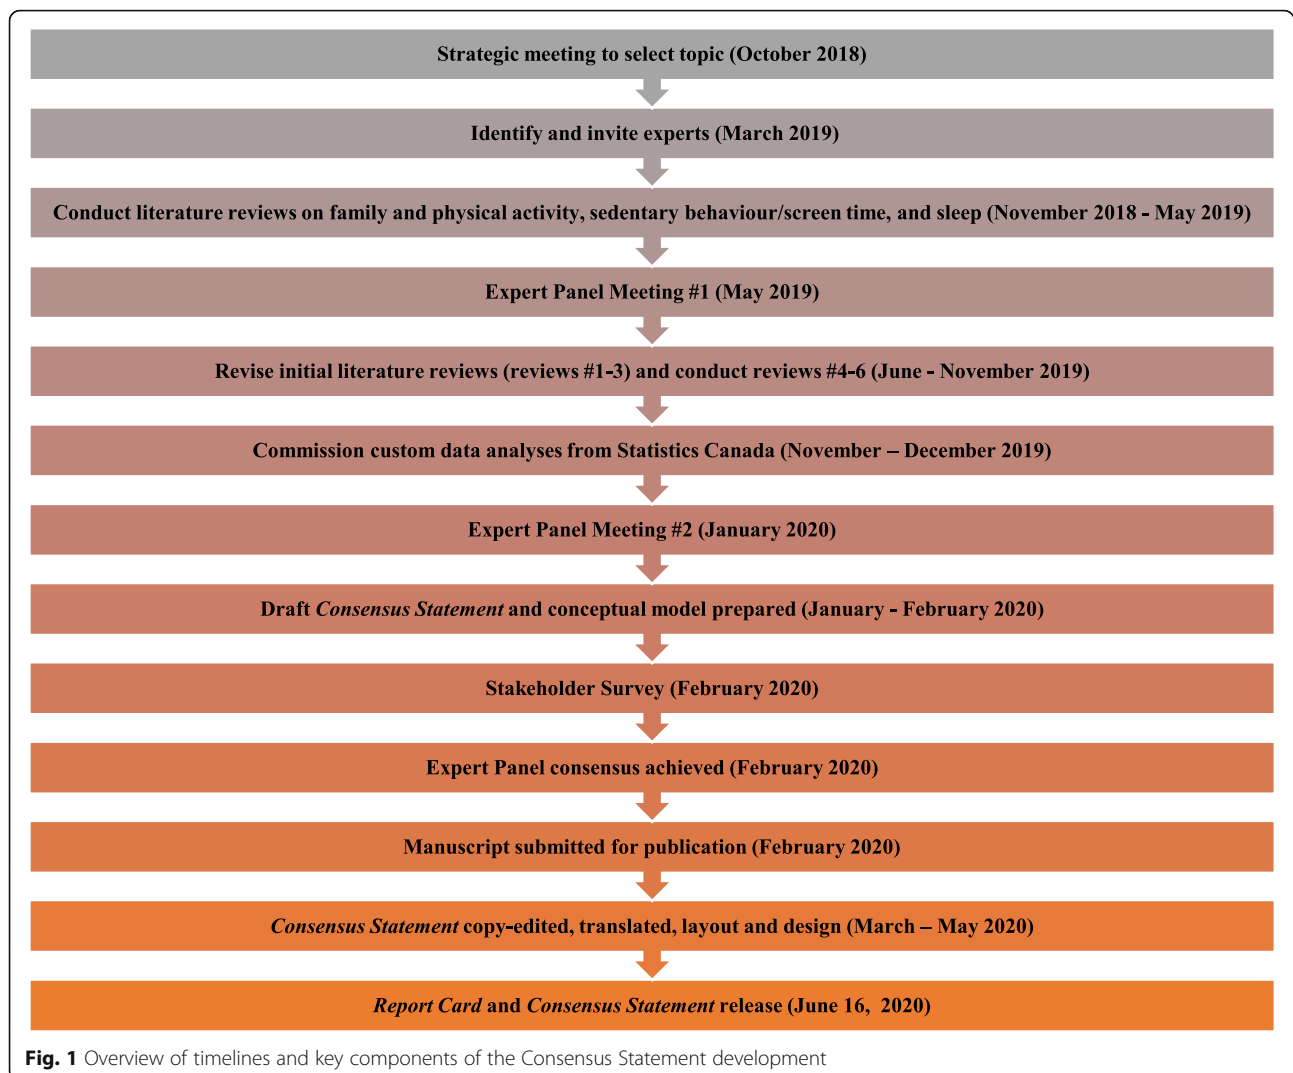 Strategic meeting to select topic (October 2018)
Identify and invite experts (March 2019)
Conduct literature reviews on family and physical activity, sedentary behaviour/screen time, and sleep (November 2018 - May 2019)
Expert Panel Meeting #1 (May 2019)
Revise initial literature reviews (reviews #1-3) and conduct reviews #4-6 (June - November 2019)
Commission custom data analyses from Statistics Canada (November – December 2019)
Expert Panel Meeting #2 (January 2020)
Draft Consensus Statement and conceptual model prepared (January - February 2020)
Stakeholder Survey (February 2020)
Expert Panel consensus achieved (February 2020)
Manuscript submitted for publication (February 2020)
Consensus Statement copy-edited, translated, layout and design (March – May 2020)
Report Card and Consensus Statement release (June 16, 2020)
Fig. 1 Overview of timelines and key components of the Consensus Statement development